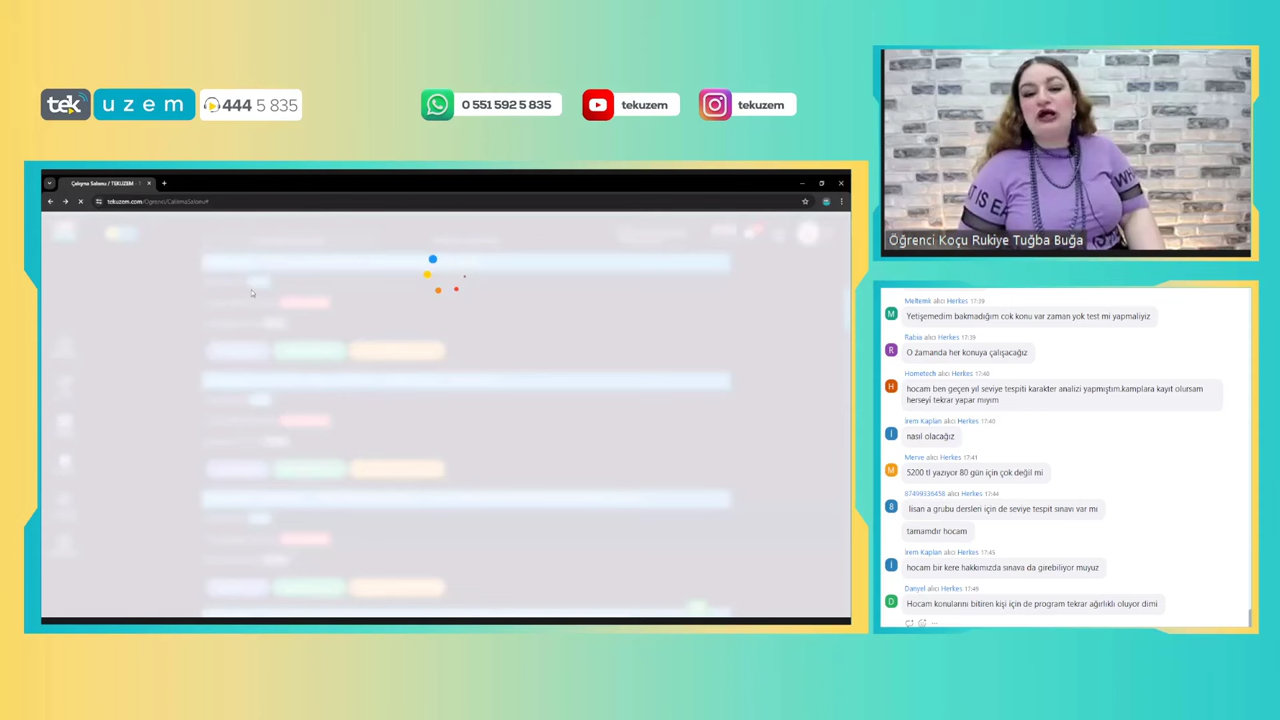 tek
uzem
444 5 835
0 551 592 5 835
tekuzem
tekuzem
Çalışma Salonu / TEKUZEM -
tekuzem.com/Ogrenci/CalismaSalonu#
WH
T IS EA
Öğrenci Koçu Rukiye Tuğba Buğa
Meltemk alıcı Herkes 17:39
M
Yetişemedim bakmadığım cok konu var zaman yok test mi yapmaliyiz
Rabia alıcı Herkes 17:39
R
O zamanda her konuya çalışacağız
Hometech alıcı Herkes 17:40
H
hocam ben geçen yıl seviye tespiti karakter analizi yapmıştım.kamplara kayıt olursam
herseyi tekrar yapar mıyım
İrem Kaplan alıcı Herkes 17:40
İ
nasıl olacağız
Merve alıcı Herkes 17:41
M
5200 tl yazıyor 80 gün için çok değil mi
87499336458 alıcı Herkes 17:44
8
lisan a grubu dersleri için de seviye tespit sınavı var mı
tamamdır hocam
İrem Kaplan alıcı Herkes 17:45
İ
hocam bir kere hakkımızda sınava da girebiliyor muyuz
Danyel alıcı Herkes 17:49
D
Hocam konularını bitiren kişi için de program tekrar ağırlıklı oluyor dimi